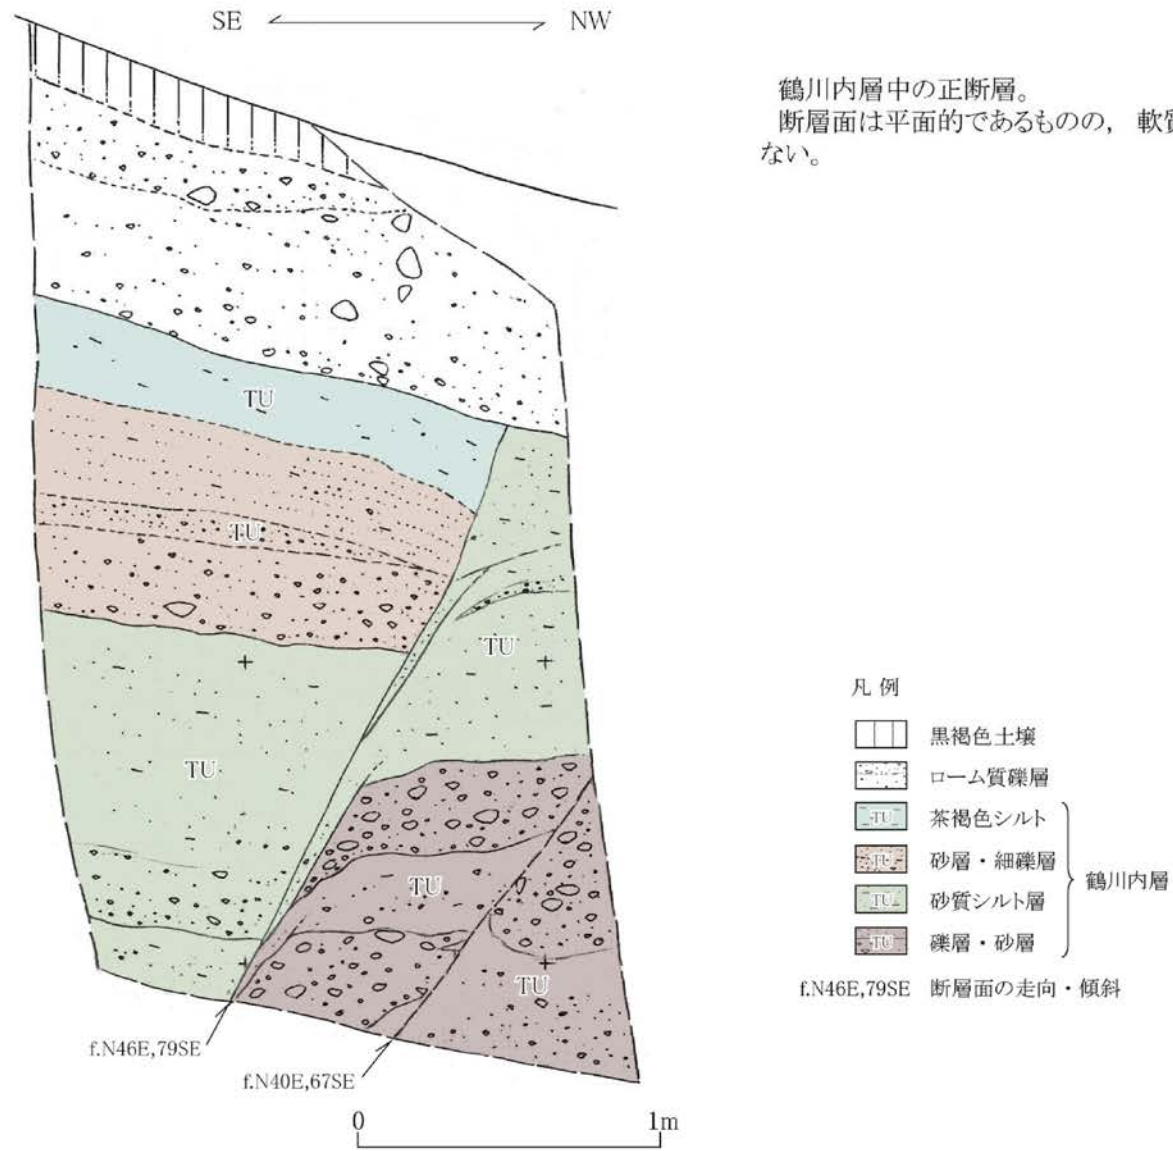 SE NW
鶴川内層中の正断層。
断層面は平面的であるものの， 軟質
ない。
TU
TU
TU
TU
TU
TU
凡 例
黒褐色土壌
ローム質礫層
TU 茶褐色シルト
TU 砂層・細礫層
TU 砂質シルト層
TU 礫層・砂層
鶴川内層
f.N46E,79SE 断層面の走向・傾斜
f.N46E,79SE
f.N40E,67SE
0 1m